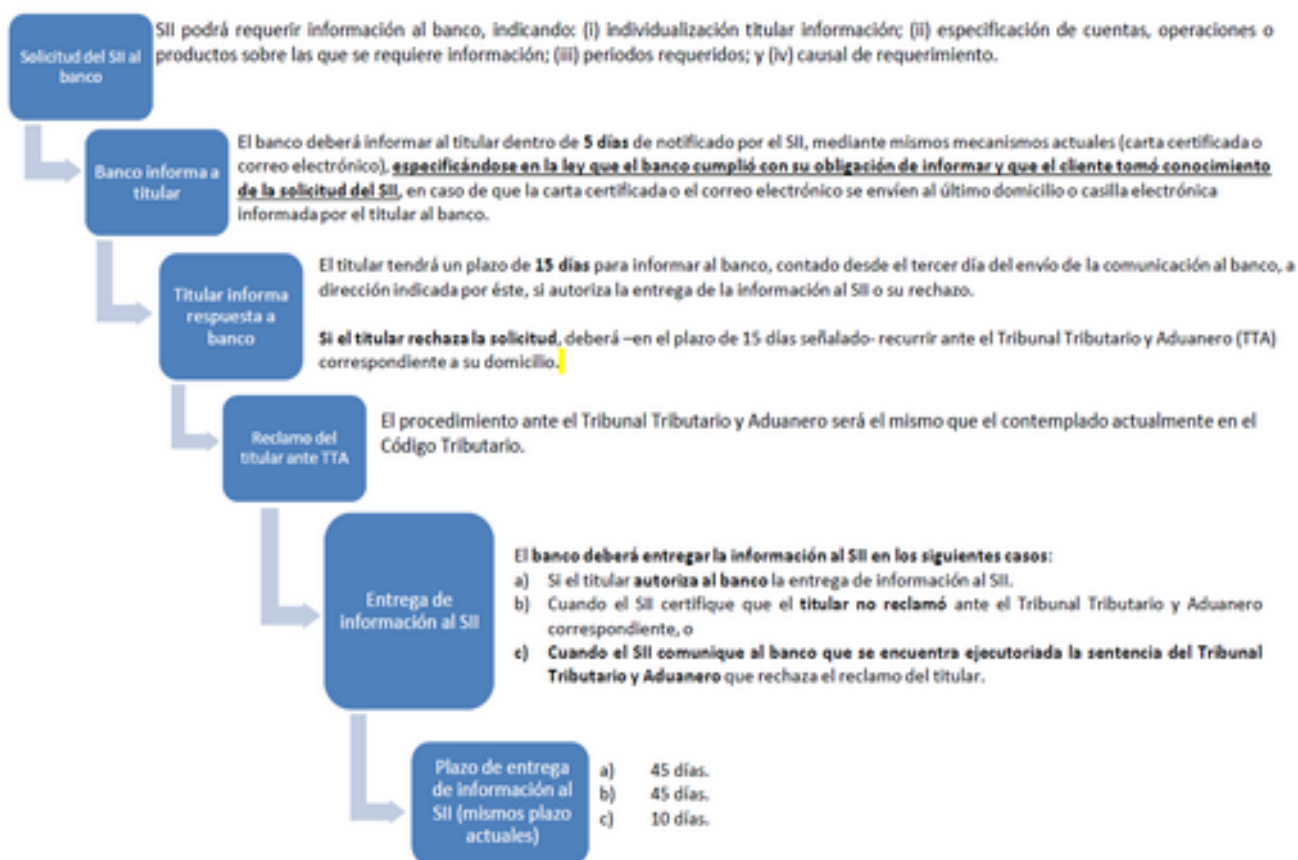 Solicitud del SII al
banco
SII podrá requerir información al banco, indicando: (i) individualización titular información; (ii) especificación de cuentas, operaciones o
productos sobre las que se requiere información; (iii) periodos requeridos; y (iv) causal de requerimiento.
Banco informa a
titular
El banco deberá informar al titular dentro de 5 días de notificado por el SII, mediante mismos mecanismos actuales (carta certificada o
correo electrónico), especificándose en la ley que el banco cumplió con su obligación de informar y que el cliente tomó conocimiento
de la solicitud del SII, en caso de que la carta certificada o el correo electrónico se envíen al último domicilio o casilla electrónica
informada por el titular al banco.
Titular informa
respuesta a
banco
El titular tendrá un plazo de 15 días para informar al banco, contado desde el tercer día del envío de la comunicación al banco, a
dirección indicada por éste, si autoriza la entrega de la información al SII o su rechazo.
Si el titular rechaza la solicitud, deberá –en el plazo de 15 días señalado- recurrir ante el Tribunal Tributario y Aduanero (TTA)
correspondiente a su domicilio.
Reclamo del
titular ante TTA
El procedimiento ante el Tribunal Tributario y Aduanero será el mismo que el contemplado actualmente en el
Código Tributario.
Entrega de
información al SII
El banco deberá entregar la información al SII en los siguientes casos:
a) Si el titular autoriza al banco la entrega de información al SII.
b) Cuando el SII certifique que el titular no reclamó ante el Tribunal Tributario y Aduanero
correspondiente, o
c) Cuando el SII comunique al banco que se encuentra ejecutoriada la sentencia del Tribunal
Tributario y Aduanero que rechaza el reclamo del titular.
Plazo de entrega
de información al
SII (mismos plazo
actuales)
a) 45 días.
b) 45 días.
c) 10 días.